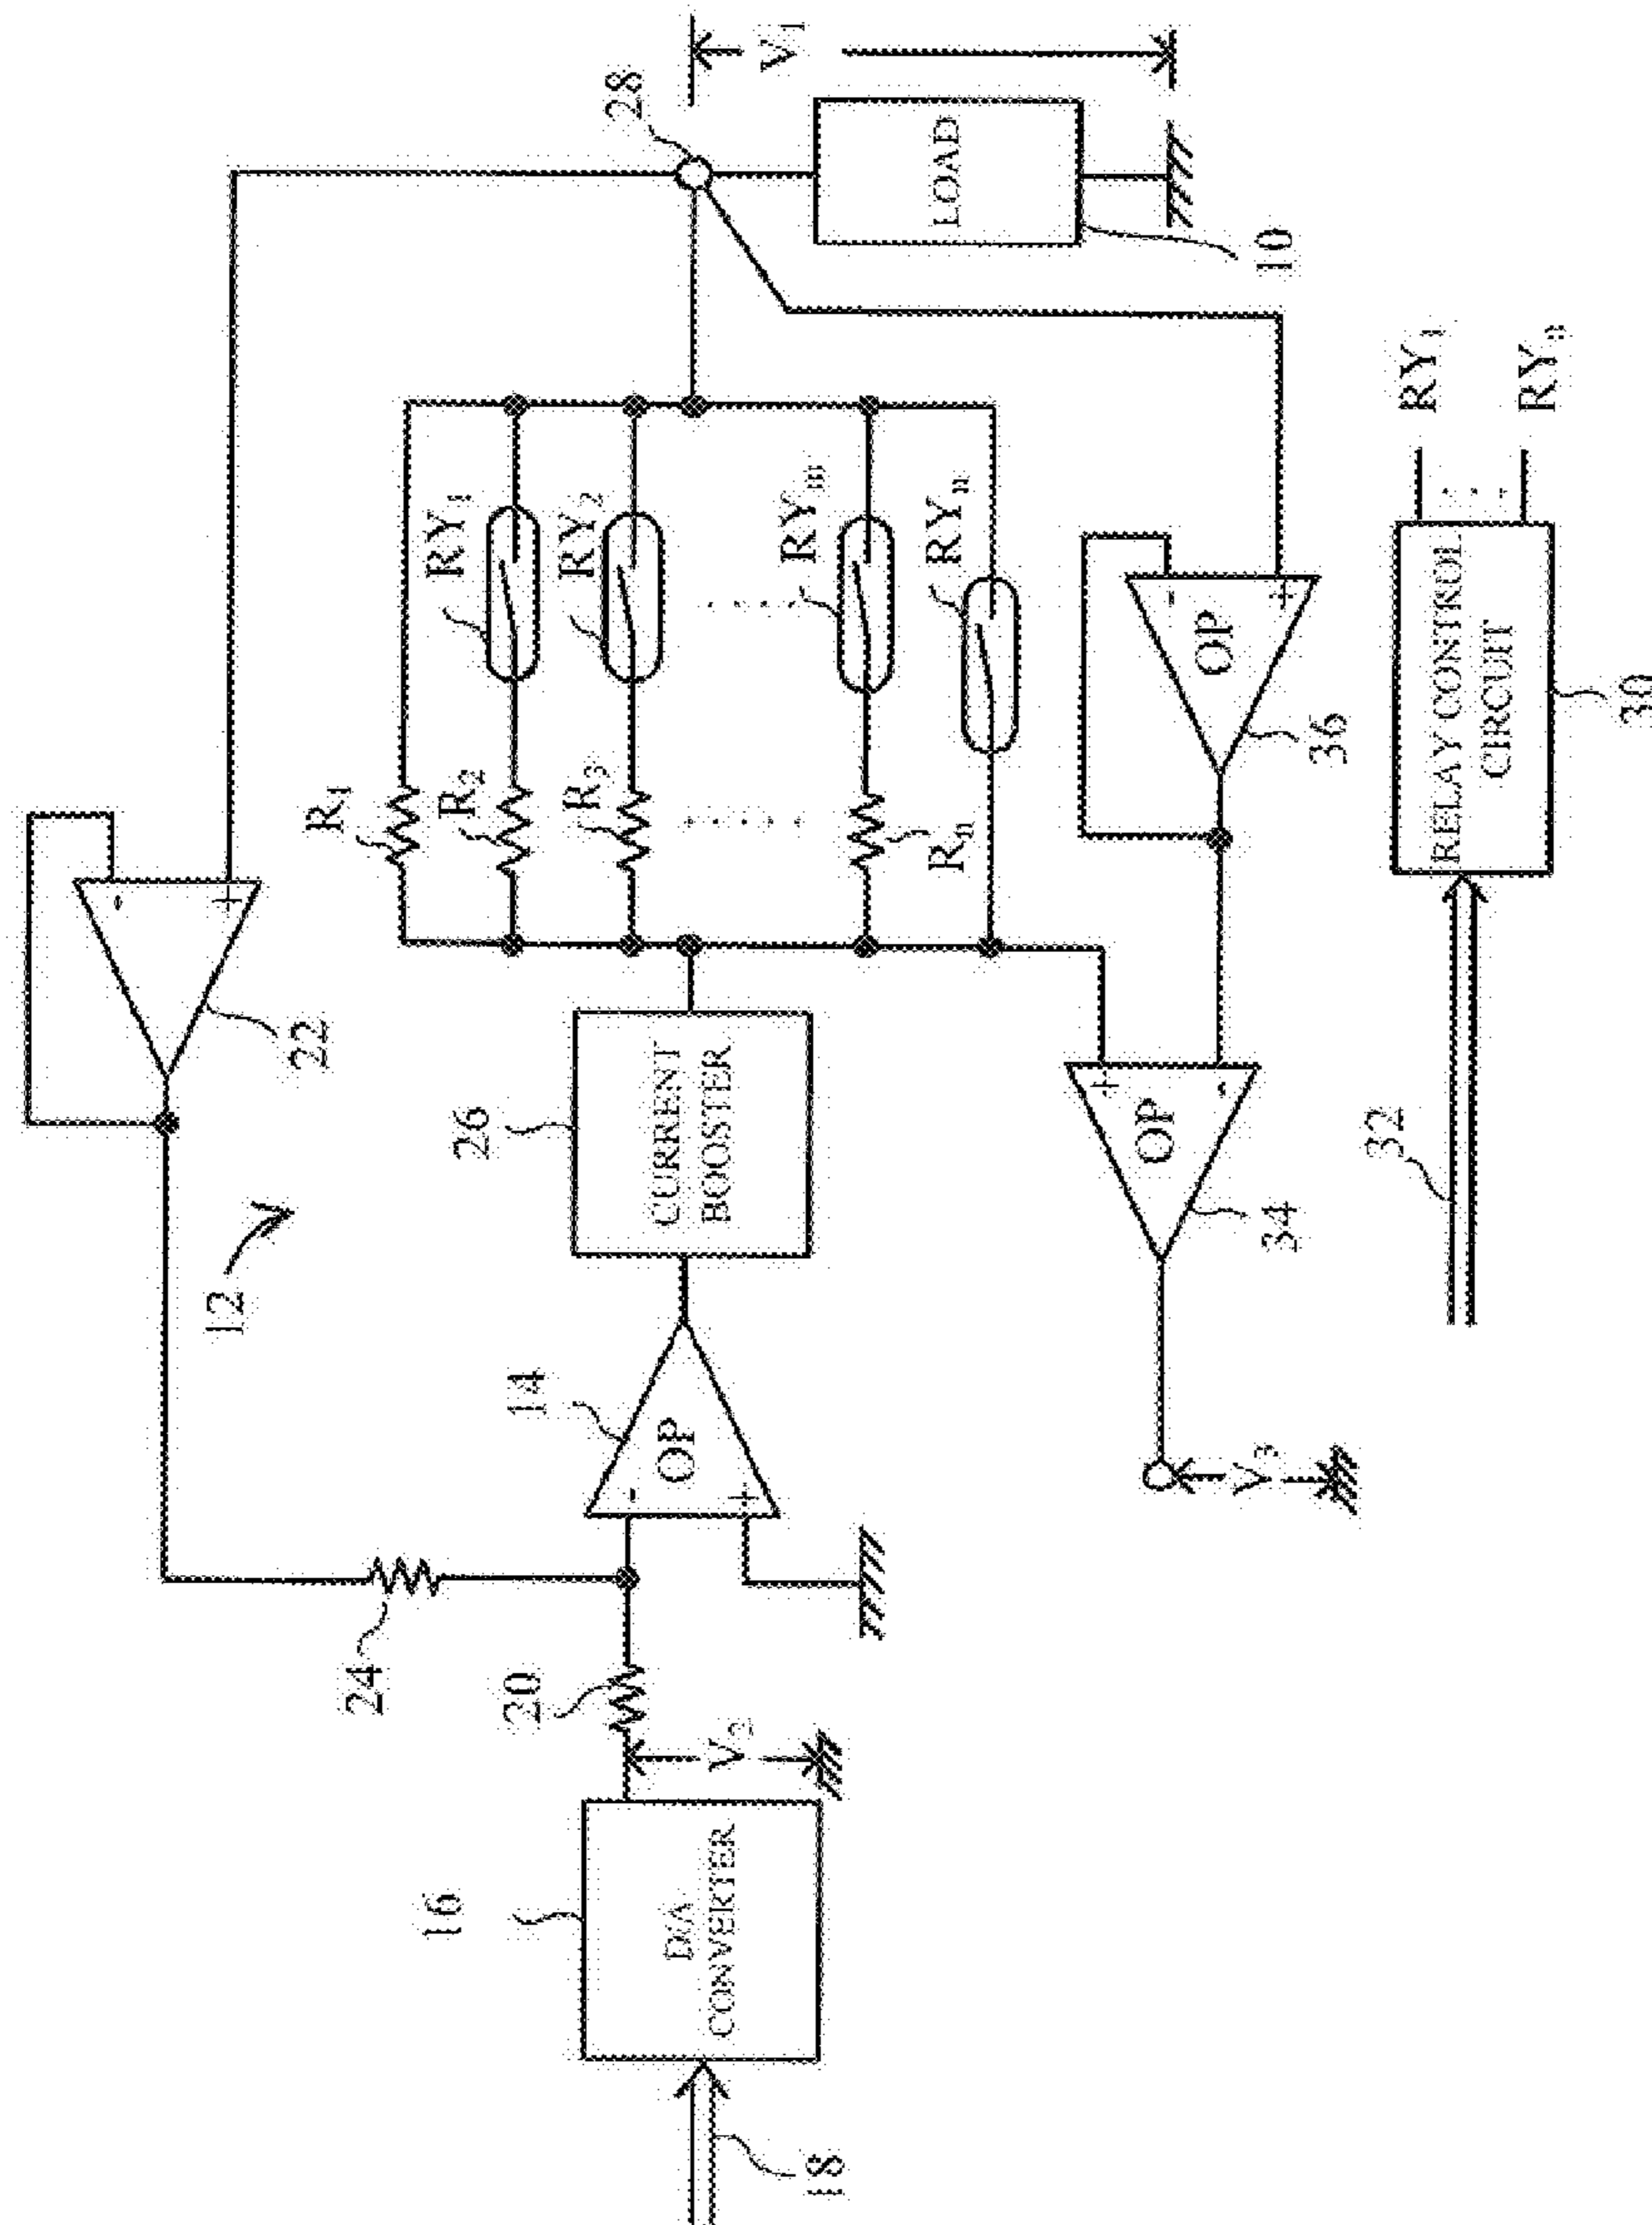 12
22
28
V₁
R₁
R₂
RY₁
R₃
RY₂
24
14
26
16
20
OP
CURRENT
BOOSTER
LOAD
10
D/A
CONVERTER
V₂
18
Rₙ
RYₘ
RYₙ
OP
34
OP
36
V₃
32
RELAY CONTROL
CIRCUIT
30
RY₁
RYₙ
-
+
-
+
+
-
-
+